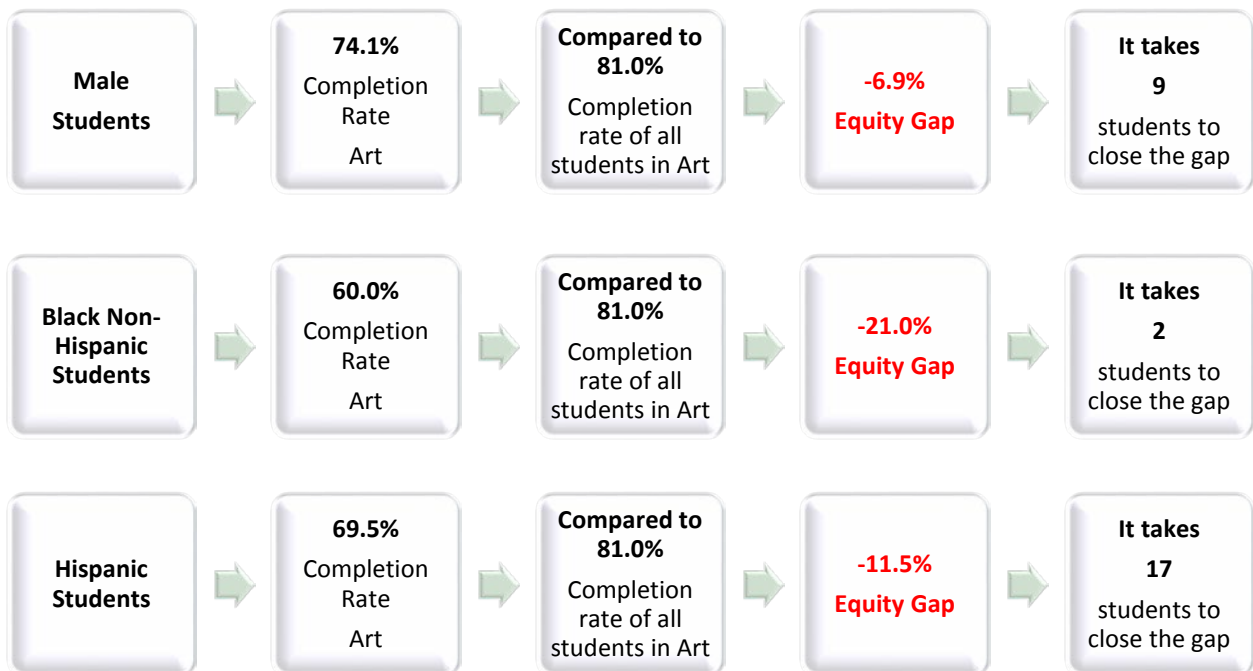 Male
Students
74.1%
Completion
Rate
Art
Compared to
81.0%
Completion
rate of all
students in Art
-6.9%
Equity Gap
It takes
9
students to
close the gap
Black Non-
Hispanic
Students
60.0%
Completion
Rate
Art
Compared to
81.0%
Completion
rate of all
students in Art
-21.0%
Equity Gap
It takes
2
students to
close the gap
Hispanic
Students
69.5%
Completion
Rate
Art
Compared to
81.0%
Completion
rate of all
students in Art
-11.5%
Equity Gap
It takes
17
students to
close the gap